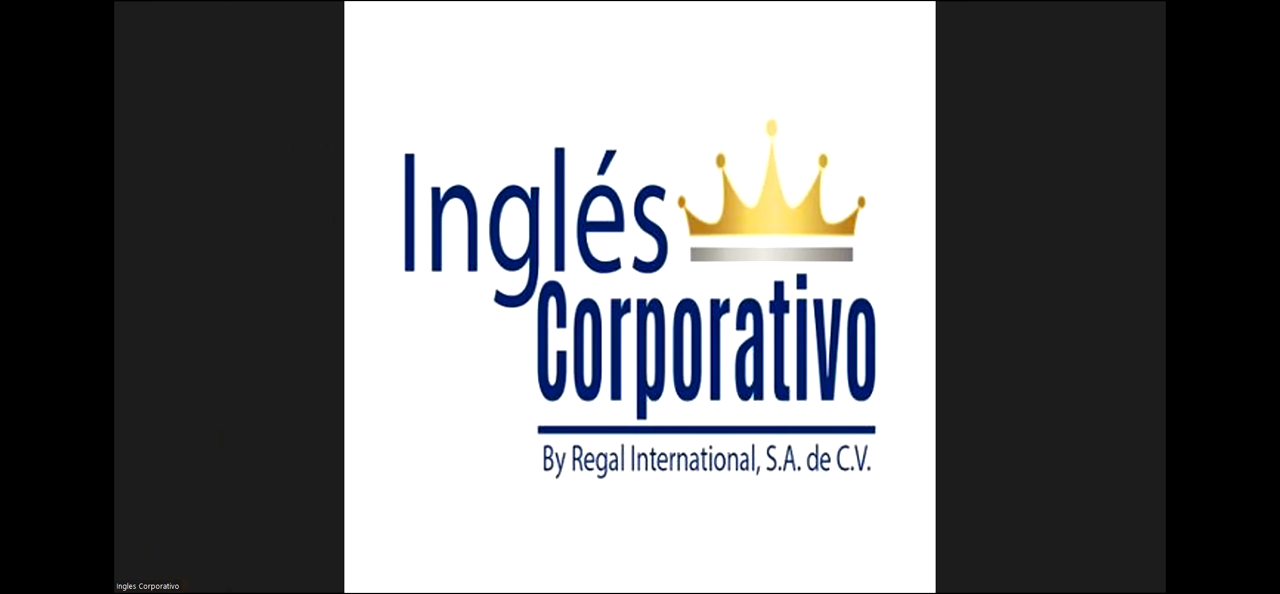 Inglés
Corporativo
By Regal International, S.A. de C.V.
Ingles Corporativo